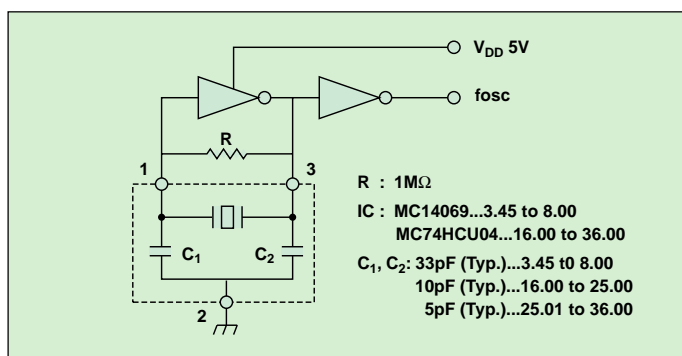 V_DD 5V
fosc
R
1
3
C₁
C₂
2
R : 1MΩ
IC : MC14069...3.45 to 8.00
MC74HCU04...16.00 to 36.00
C₁, C₂: 33pF (Typ.)...3.45 t0 8.00
10pF (Typ.)...16.00 to 25.00
5pF (Typ.)...25.01 to 36.00